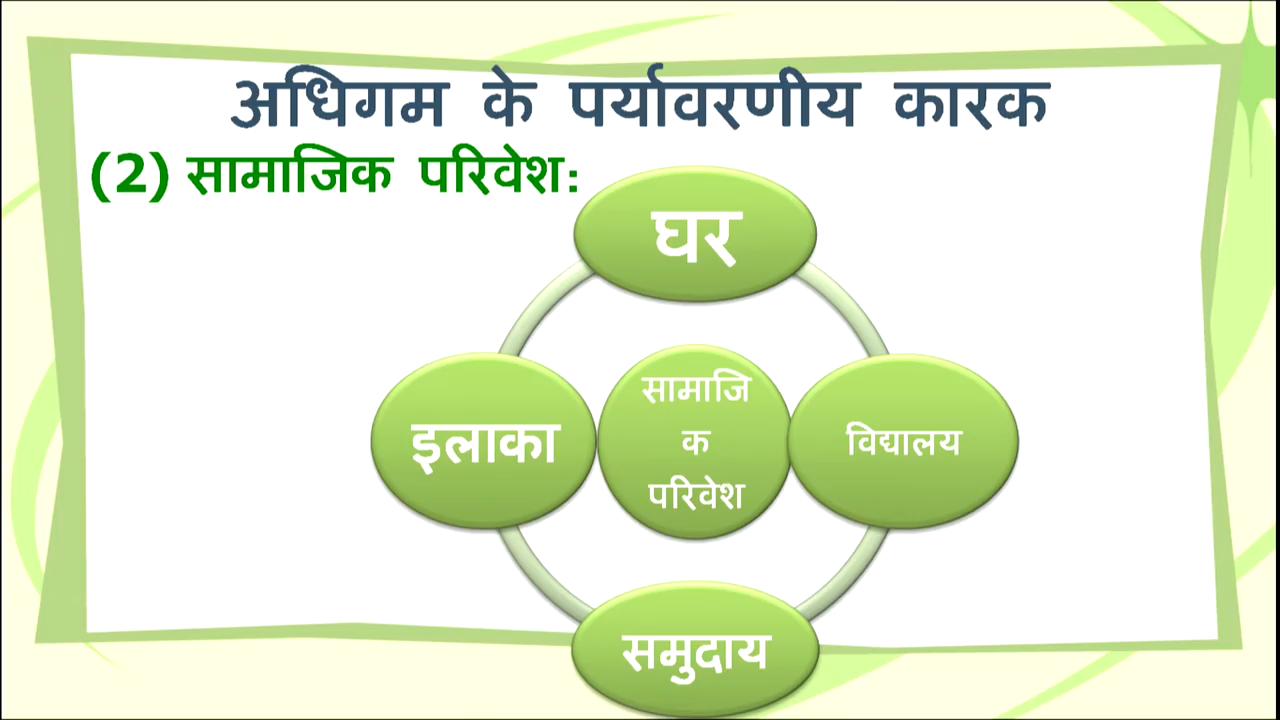 अधिगम के पर्यावरणीय कारक
(2) सामाजिक परिवेश:
घर
इलाका
सामाजि
क
परिवेश
विद्यालय
समुदाय